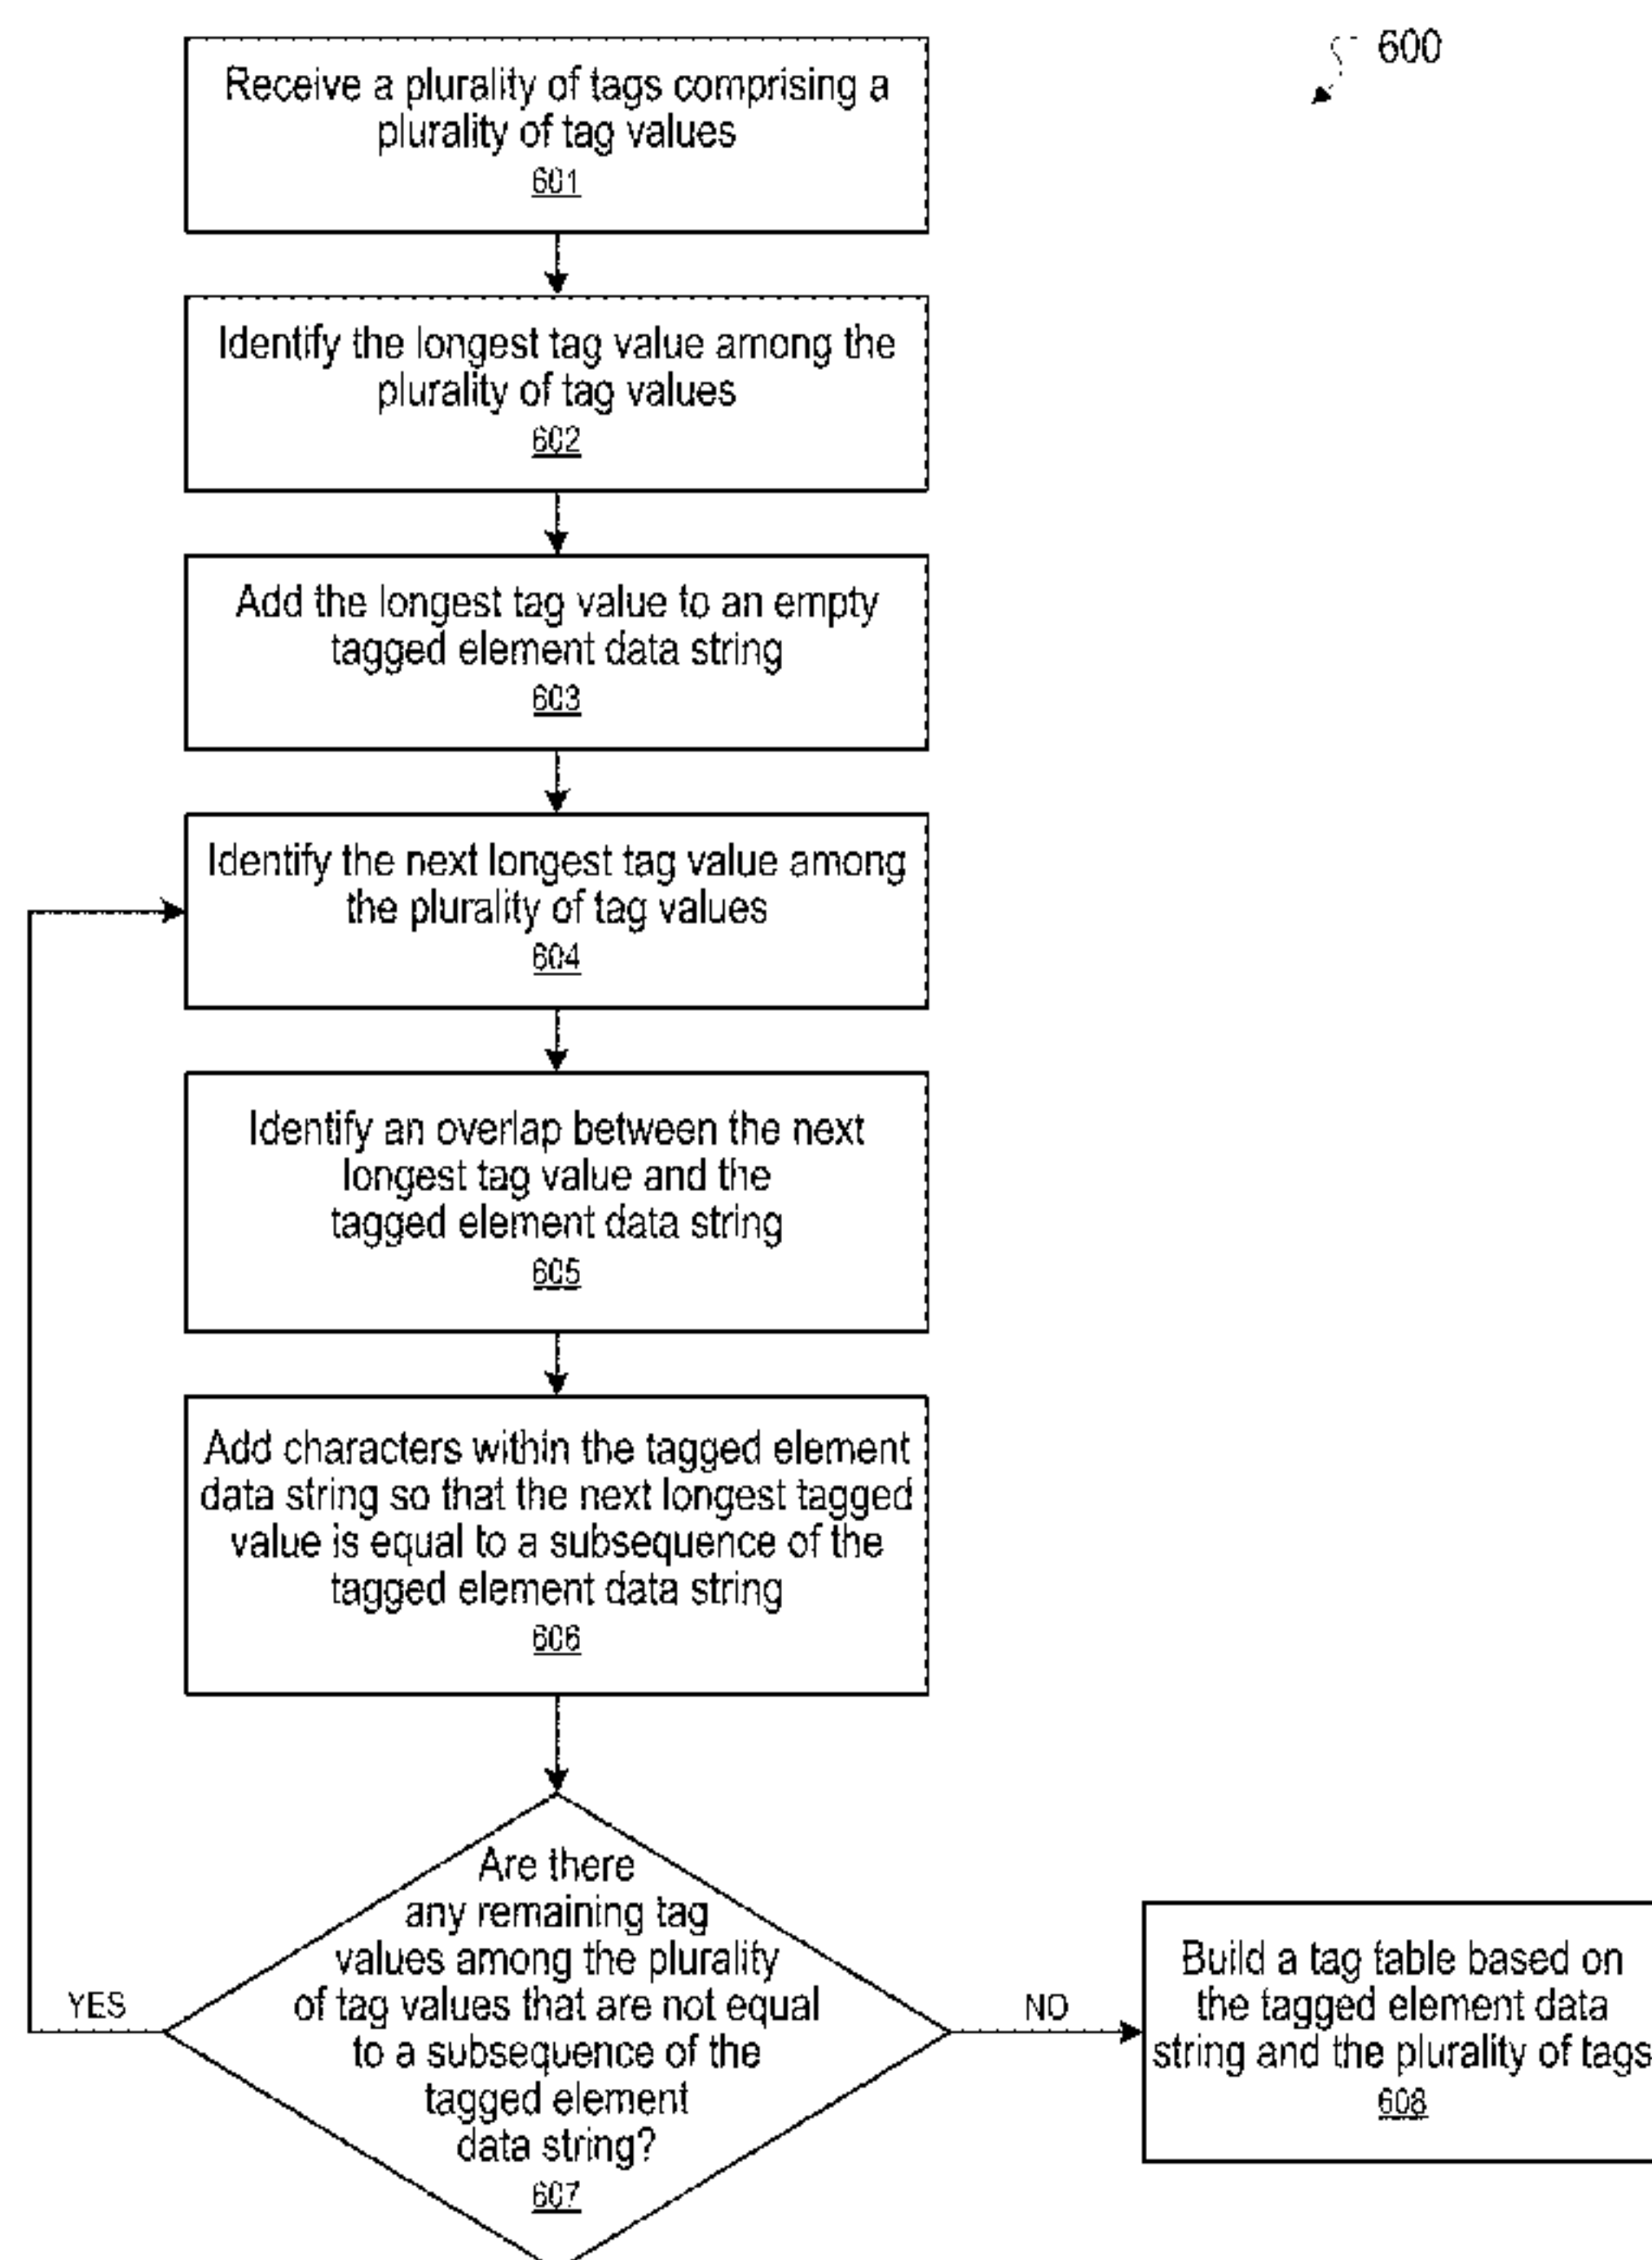 600
Receive a plurality of tags comprising a
plurality of tag values
601
Identify the longest tag value among the
plurality of tag values
602
Add the longest tag value to an empty
tagged element data string
603
Identify the next longest tag value among
the plurality of tag values
604
Identify an overlap between the next
longest tag value and the
tagged element data string
605
Add characters within the tagged element
data string so that the next longest tagged
value is equal to a subsequence of the
tagged element data string
606
Are there
any remaining tag
values among the plurality
of tag values that are not equal
to a subsequence of the
tagged element
data string?
607
YES
NO
Build a tag table based on
the tagged element data
string and the plurality of tags
608